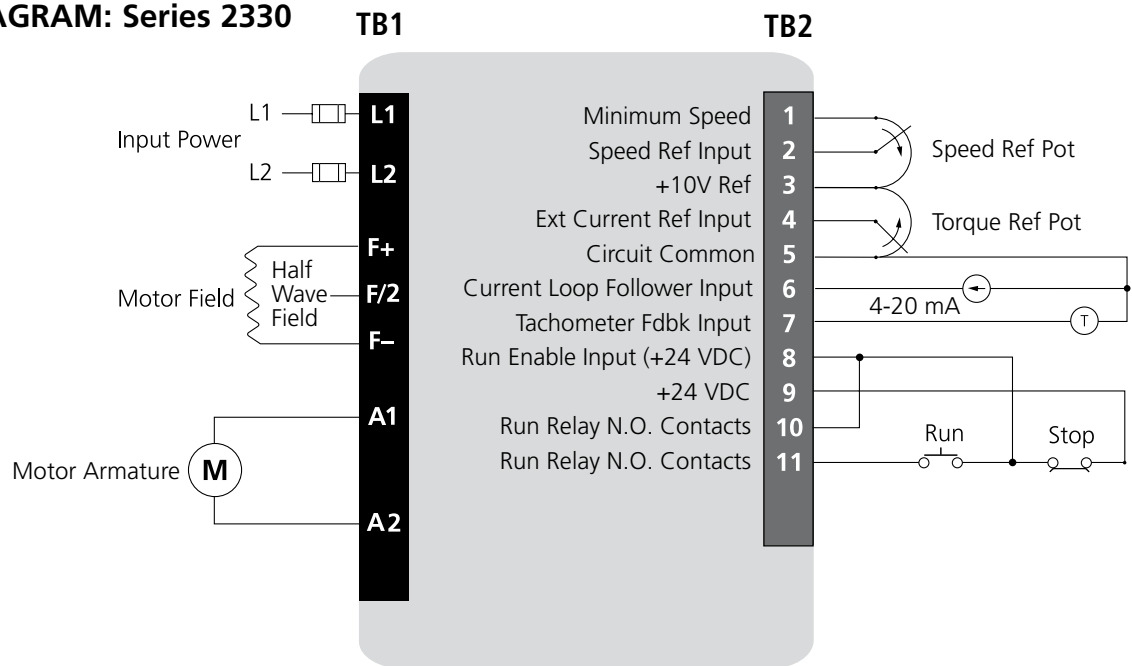 AGRAM: Series 2330
TB1
TB2
L1
L2
Input Power
L1
L2
F+
F/2
F–
Motor Field
Half
Wave
Field
A1
A2
Motor Armature
M
Minimum Speed 1
Speed Ref Input 2
+10V Ref 3
Ext Current Ref Input 4
Circuit Common 5
Current Loop Follower Input 6
Tachometer Fdbk Input 7
Run Enable Input (+24 VDC) 8
+24 VDC 9
Run Relay N.O. Contacts 10
Run Relay N.O. Contacts 11
Speed Ref Pot
Torque Ref Pot
4-20 mA
T
Run
Stop